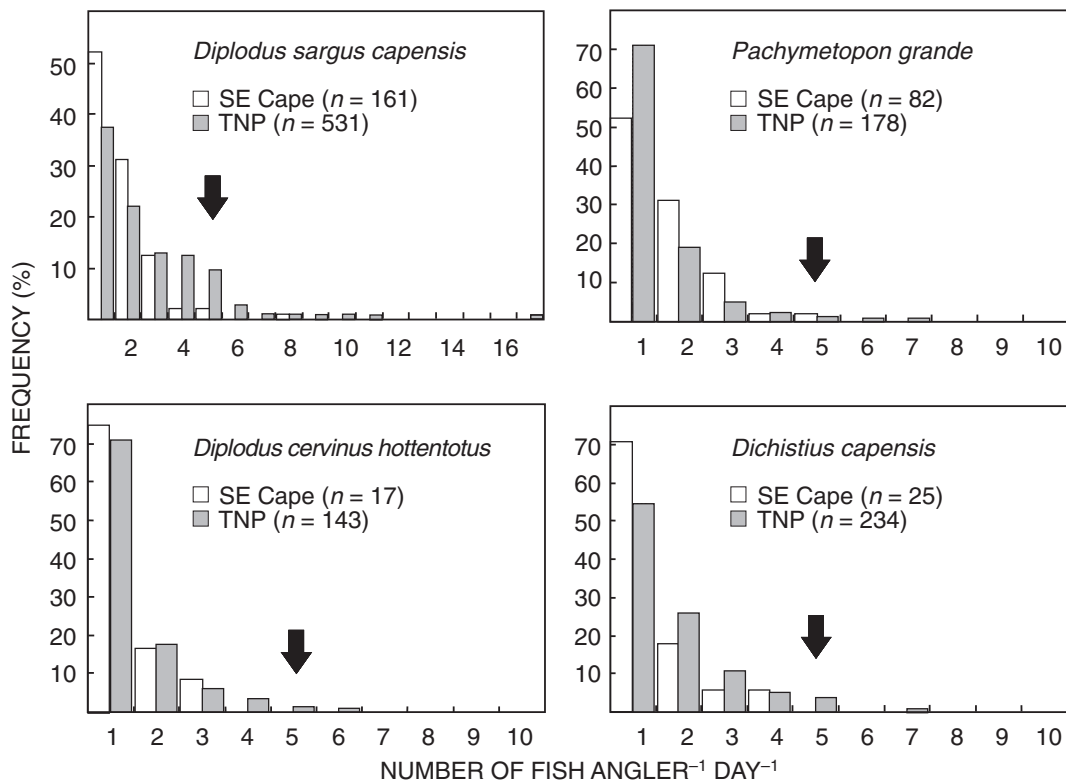 FREQUENCY (%)
Diplodus sargus capensis
SE Cape (n = 161)
TNP (n = 531)
50
40
30
20
10
2 4 6 8 10 12 14 16
Pachymetopon grande
SE Cape (n = 82)
TNP (n = 178)
70
60
50
40
30
20
10
1 2 3 4 5 6 7 8 9 10
Diplodus cervinus hottentotus
SE Cape (n = 17)
TNP (n = 143)
70
60
50
40
30
20
10
1 2 3 4 5 6 7 8 9 10
Dichistius capensis
SE Cape (n = 25)
TNP (n = 234)
70
60
50
40
30
20
10
1 2 3 4 5 6 7 8 9 10
NUMBER OF FISH ANGLER⁻¹ DAY⁻¹